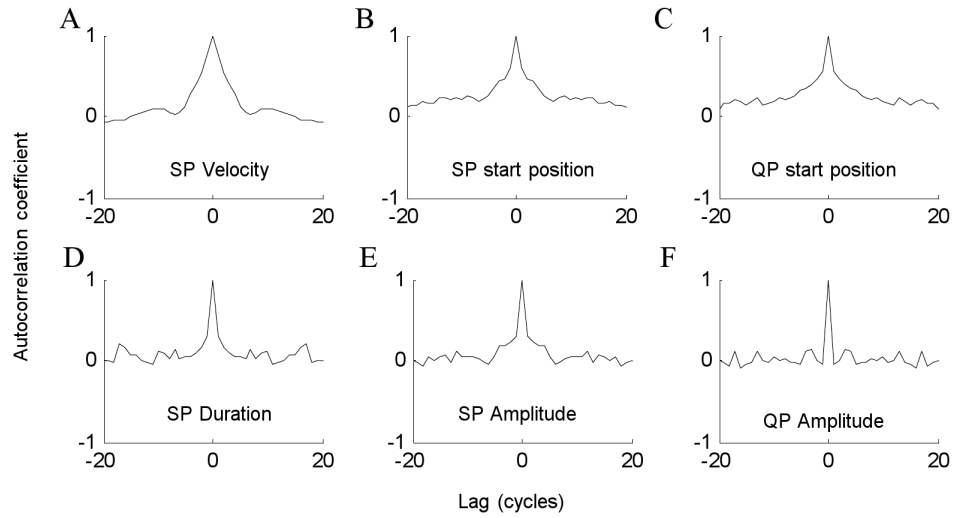 A
B
C
1
0
-1
-20
0
20
SP Velocity
1
0
-1
-20
0
20
SP start position
1
0
-1
-20
0
20
QP start position
Autocorrelation coefficient
D
E
F
1
0
-1
-20
0
20
SP Duration
1
0
-1
-20
0
20
SP Amplitude
1
0
-1
-20
0
20
QP Amplitude
Lag (cycles)